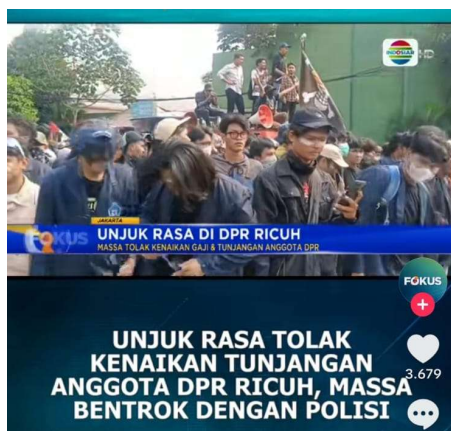 INDOSIAR HD
JAKARTA
FOKUS
UNJUK RASA DI DPR RICUH
MASSA TOLAK KENAIKAN GAJI & TUNJANGAN ANGGOTA DPR
FOKUS
UNJUK RASA TOLAK
KENAIKAN TUNJANGAN
ANGGOTA DPR RICUH, MASSA
BENTROK DENGAN POLISI
3.679